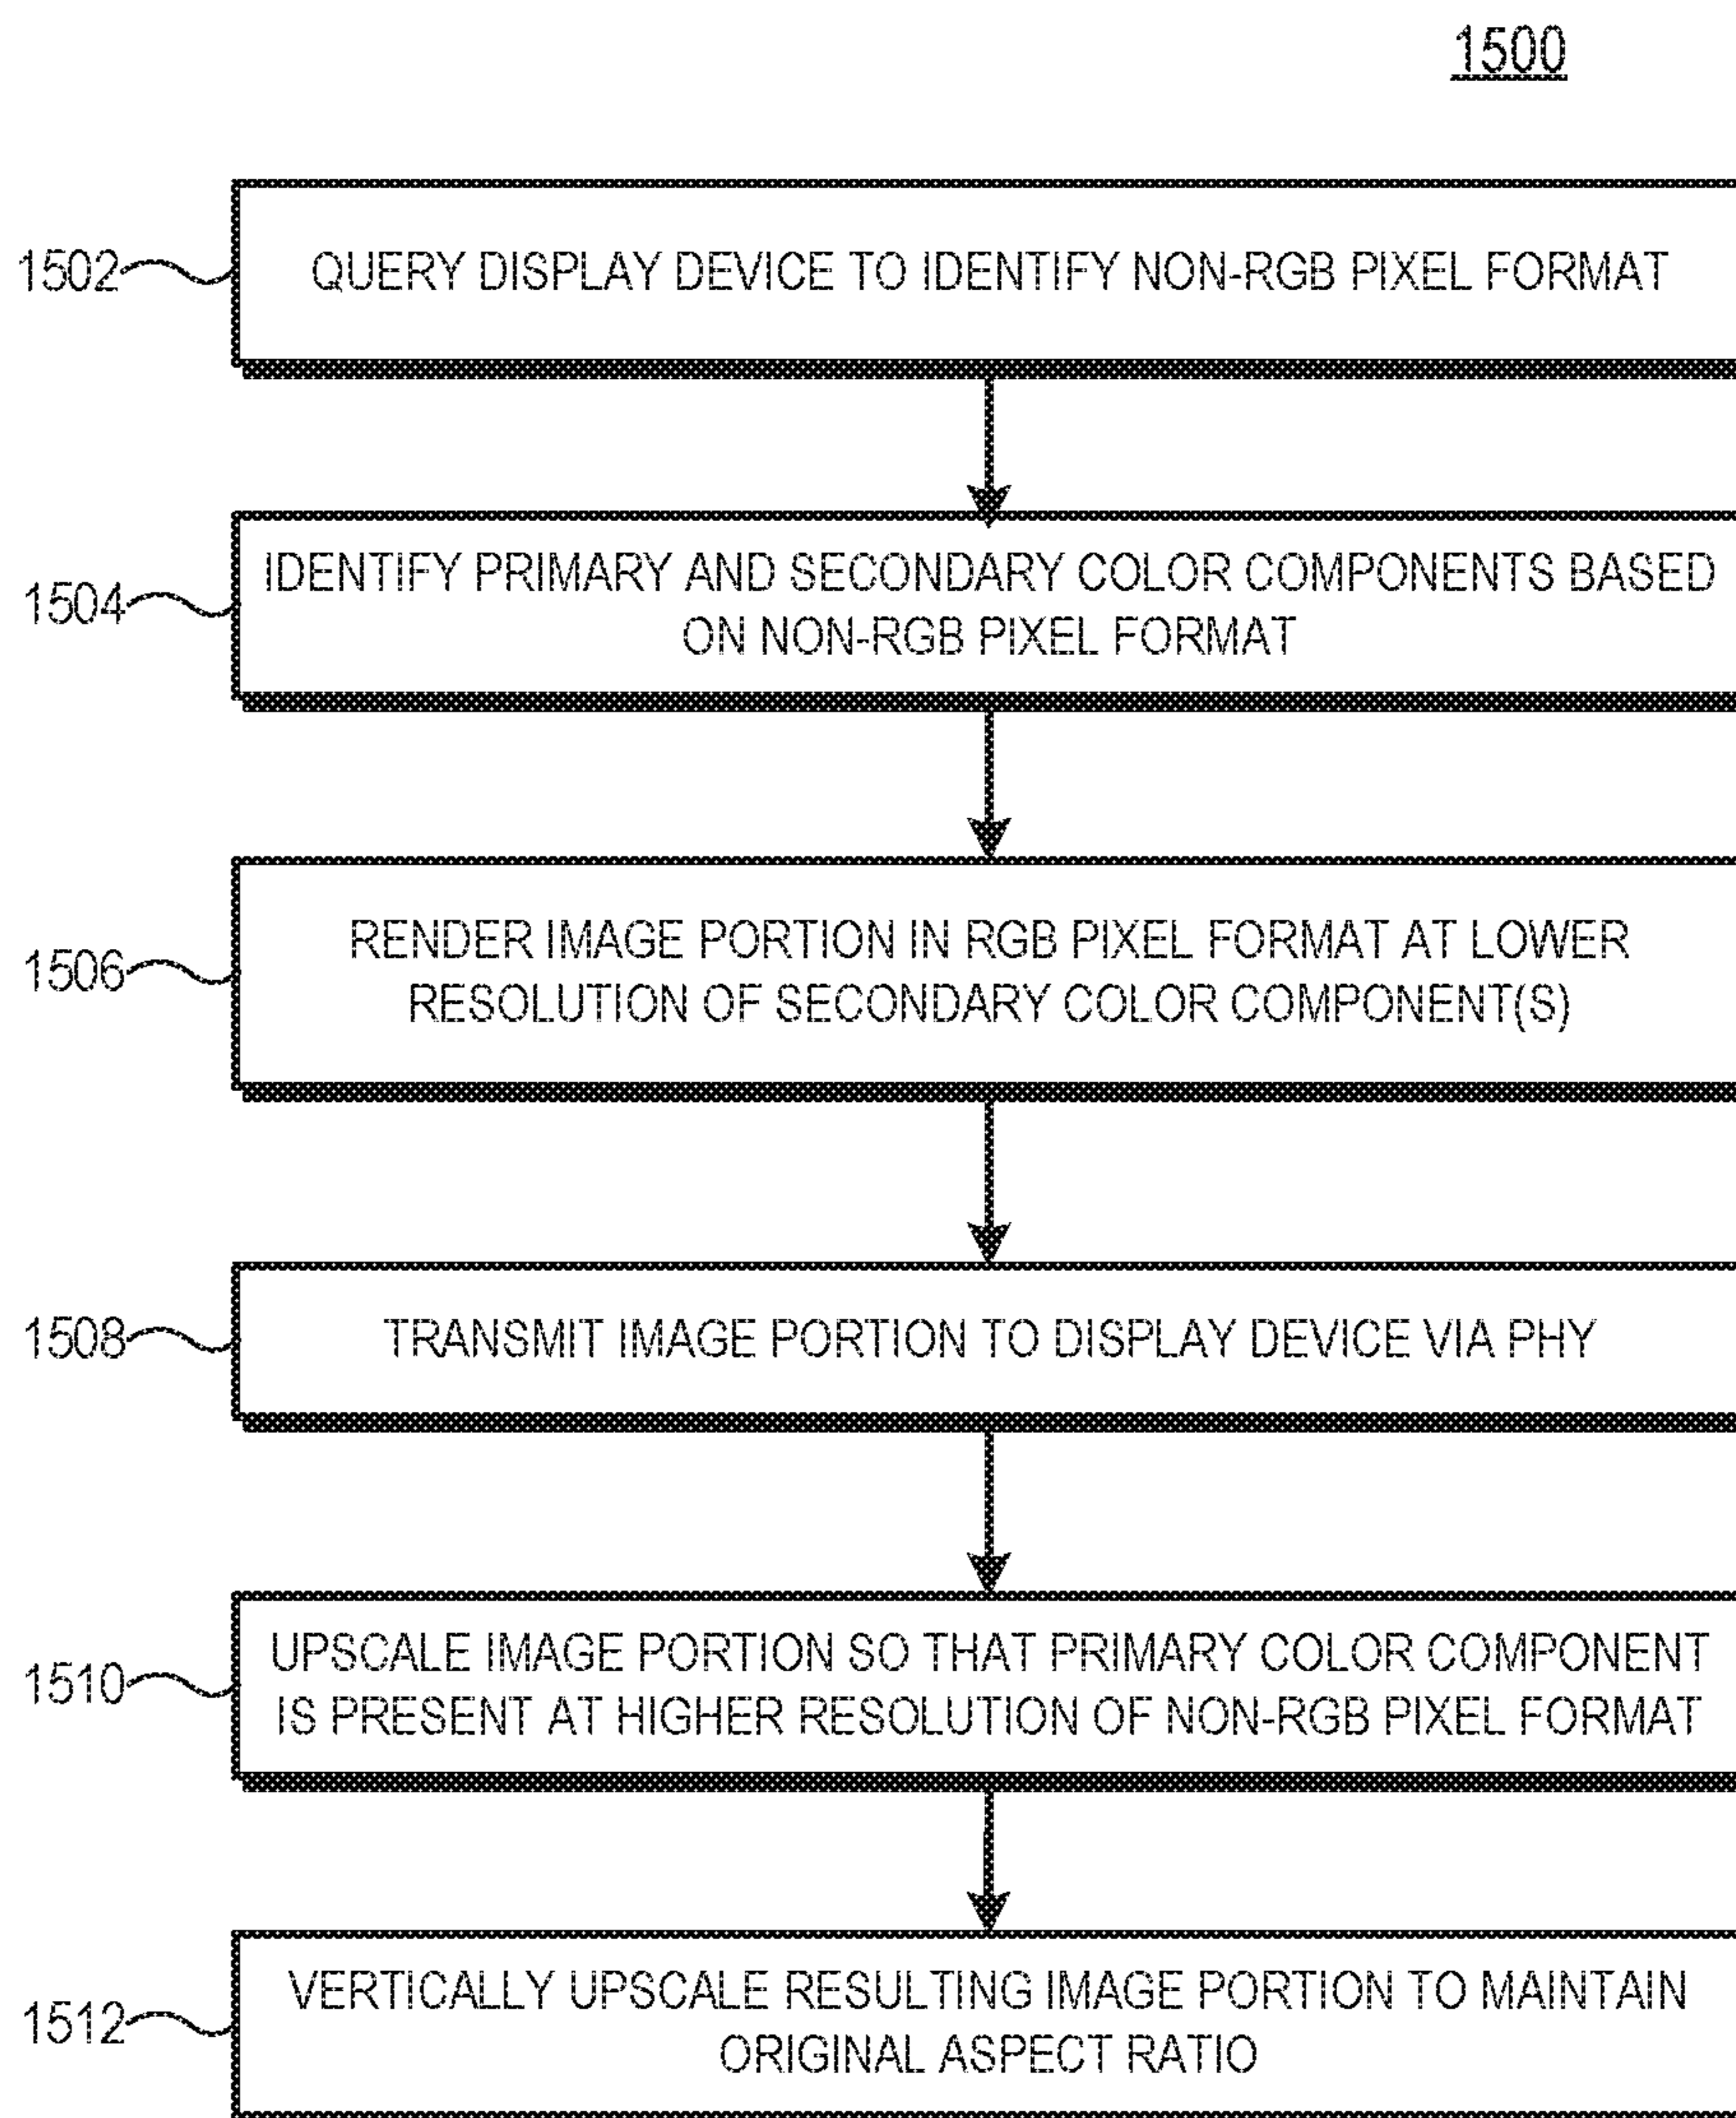 1500
1502
QUERY DISPLAY DEVICE TO IDENTIFY NON-RGB PIXEL FORMAT
1504
IDENTIFY PRIMARY AND SECONDARY COLOR COMPONENTS BASED
ON NON-RGB PIXEL FORMAT
1506
RENDER IMAGE PORTION IN RGB PIXEL FORMAT AT LOWER
RESOLUTION OF SECONDARY COLOR COMPONENT(S)
1508
TRANSMIT IMAGE PORTION TO DISPLAY DEVICE VIA PHY
1510
UPSCALE IMAGE PORTION SO THAT PRIMARY COLOR COMPONENT
IS PRESENT AT HIGHER RESOLUTION OF NON-RGB PIXEL FORMAT
1512
VERTICALLY UPSCALE RESULTING IMAGE PORTION TO MAINTAIN
ORIGINAL ASPECT RATIO